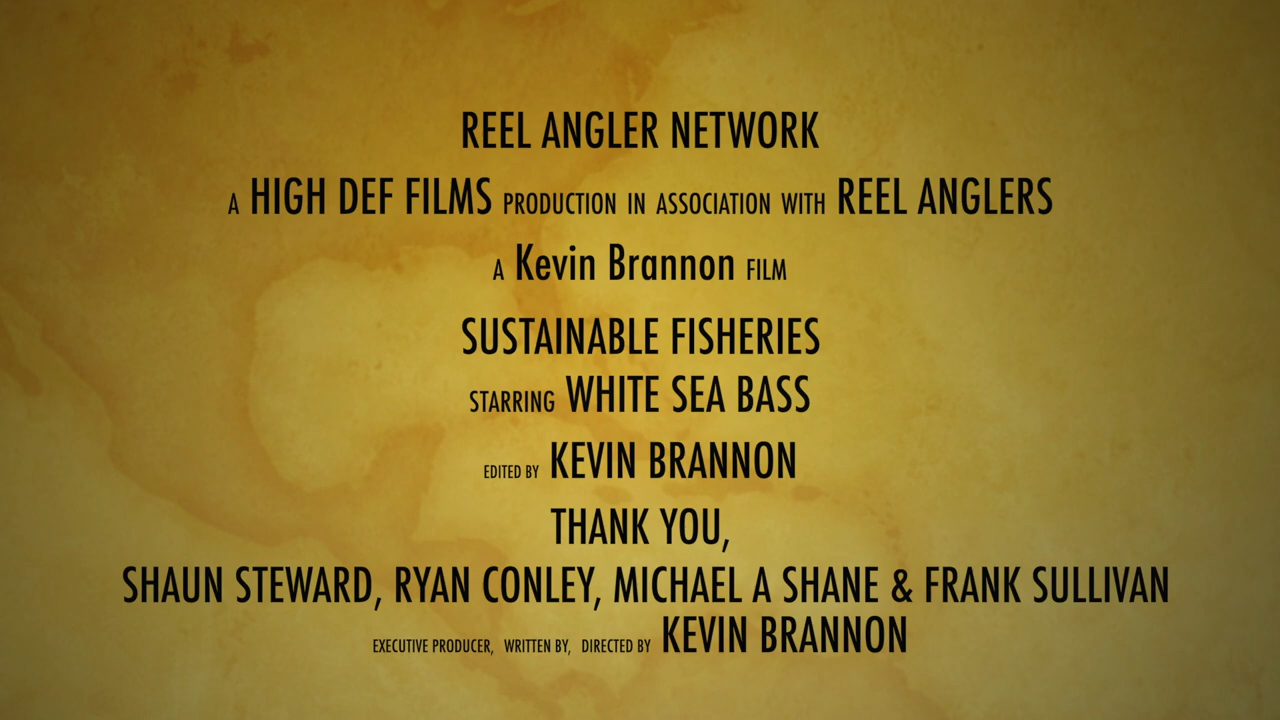 REEL ANGLER NETWORK
A HIGH DEF FILMS PRODUCTION IN ASSOCIATION WITH REEL ANGLERS
A Kevin Brannon FILM
SUSTAINABLE FISHERIES
STARRING WHITE SEA BASS
EDITED BY KEVIN BRANNON
THANK YOU,
SHAUN STEWARD, RYAN CONLEY, MICHAEL A SHANE & FRANK SULLIVAN
EXECUTIVE PRODUCER, WRITTEN BY, DIRECTED BY KEVIN BRANNON